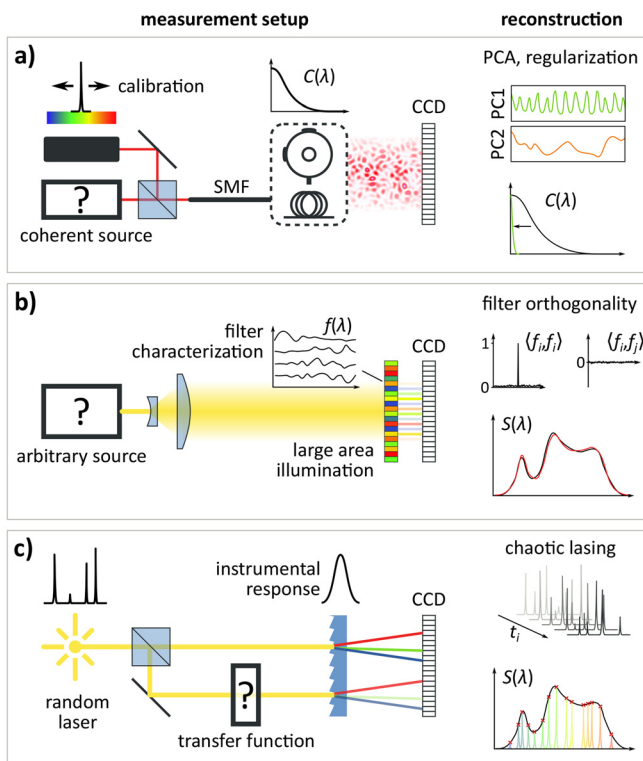 measurement setup
reconstruction
a)
calibration
C(λ)
CCD
PCA, regularization
PC1
PC2
?
SMF
coherent source
C(λ)
b)
filter
characterization
f(λ)
CCD
filter orthogonality
1
0
⟨fi,fi⟩
0
⟨fi,fj⟩
?
arbitrary source
large area
illumination
S(λ)
c)
instrumental
response
CCD
chaotic lasing
ti
random
laser
?
transfer function
S(λ)